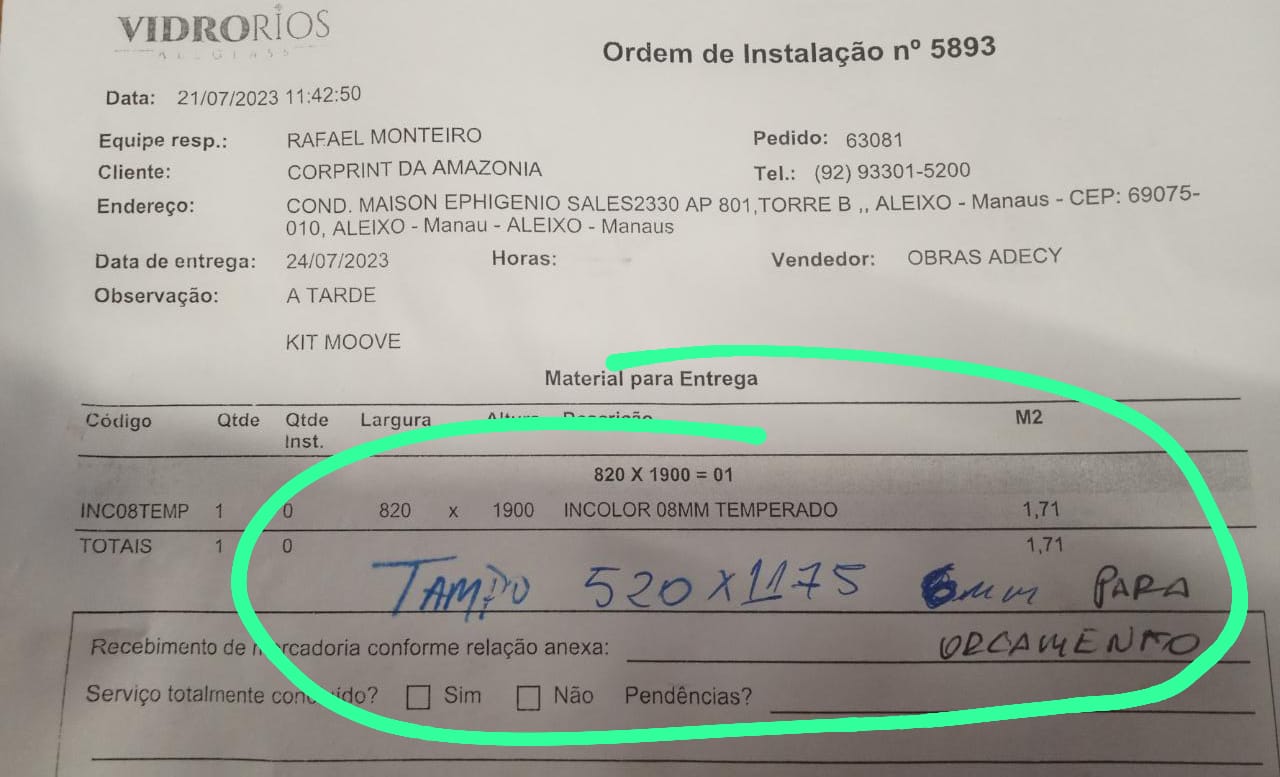 VIDRORIOS
Ordem de Instalação nº 5893
Data: 21/07/2023 11:42:50
Equipe resp.: RAFAEL MONTEIRO Pedido: 63081
Cliente: CORPRINT DA AMAZONIA Tel.: (92) 93301-5200
Endereço: COND. MAISON EPHIGENIO SALES2330 AP 801,TORRE B ,, ALEIXO - Manaus - CEP: 69075-
010, ALEIXO - Manau - ALEIXO - Manaus
Data de entrega: 24/07/2023 Horas: Vendedor: OBRAS ADECY
Observação: A TARDE
KIT MOOVE
Material para Entrega
Código Qtde Qtde Largura Altura Descrição M2
Inst.
820 X 1900 = 01
INC08TEMP 1 0 820 x 1900 INCOLOR 08MM TEMPERADO 1,71
TOTAIS 1 0 1,71
TAMPO 520 X 1175 6mm PARA
ORCAMENTO
Recebimento de mercadoria conforme relação anexa:
Serviço totalmente concluído? Sim Não Pendências?